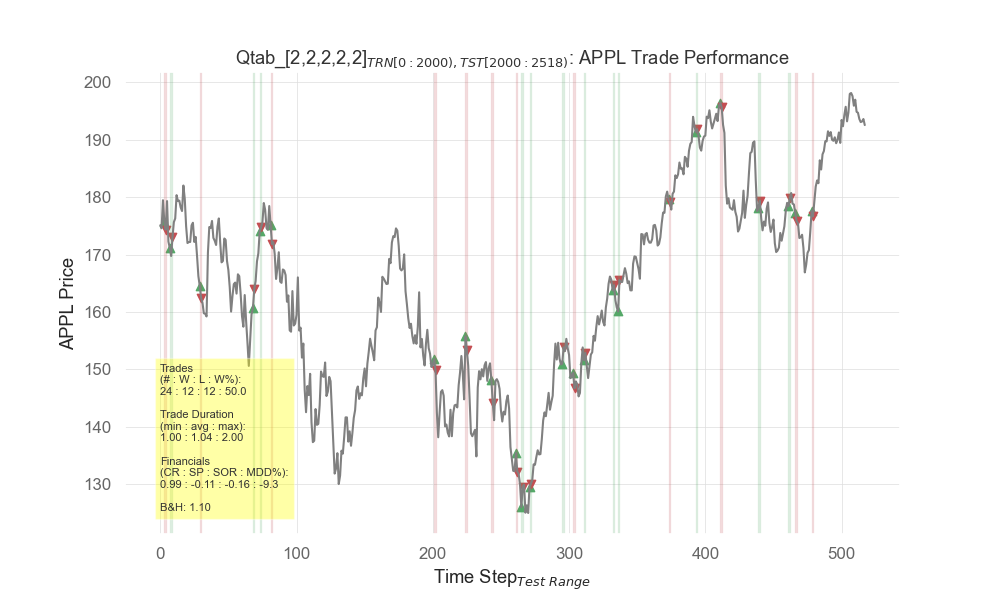 Qtab_[2,2,2,2,2]TRN[0:2000),TST[2000:2518): APPL Trade Performance
200
190
180
170
160
150
140
130
APPL Price
Trades
(# : W : L : W%):
24 : 12 : 12 : 50.0
Trade Duration
(min : avg : max):
1.00 : 1.04 : 2.00
Financials
(CR : SP : SOR : MDD%):
0.99 : -0.11 : -0.16 : -9.3
B&H: 1.10
0 100 200 300 400 500
Time StepTest Range